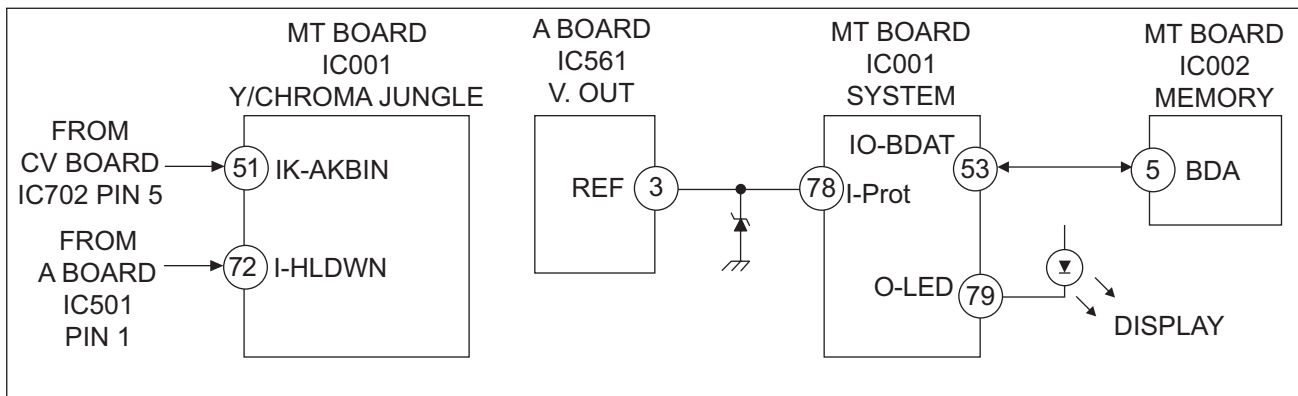 MT BOARD
IC001
Y/CHROMA JUNGLE
FROM
CV BOARD
IC702 PIN 5
51 IK-AKBIN
FROM
A BOARD
IC501
PIN 1
72 I-HLDWN
A BOARD
IC561
V. OUT
REF 3
MT BOARD
IC001
SYSTEM
78
I-Prot
IO-BDAT
53
O-LED
79
DISPLAY
MT BOARD
IC002
MEMORY
5 BDA